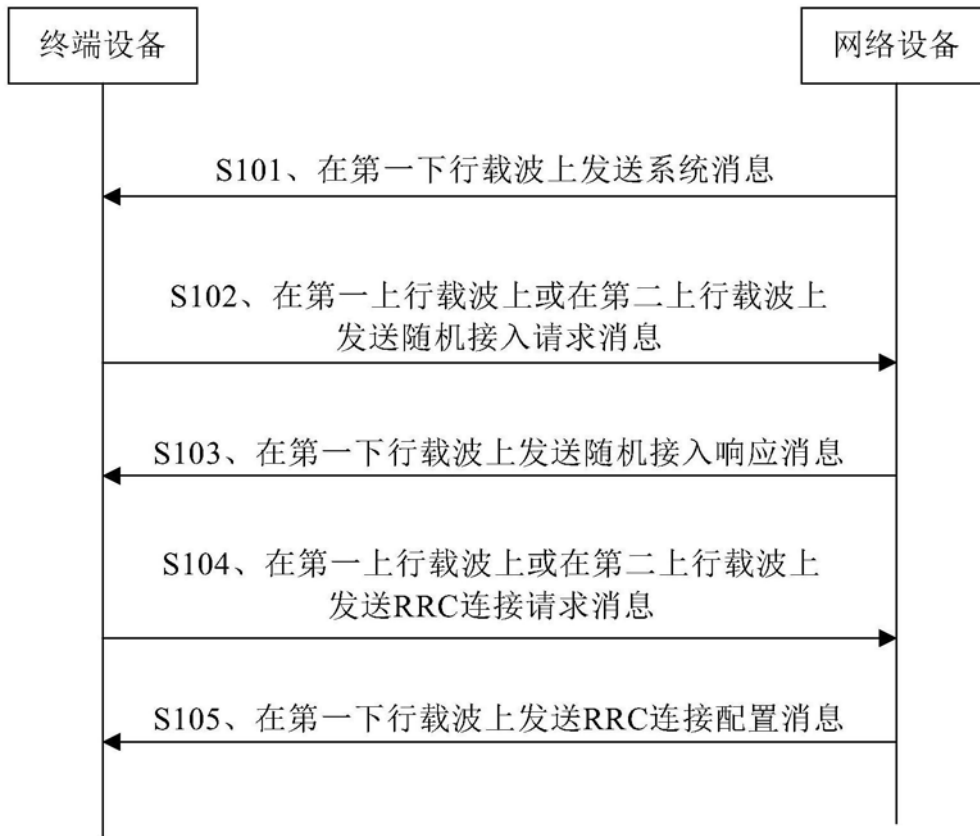 终端设备
网络设备
S101、在第一下行载波上发送系统消息
S102、在第一上行载波上或在第二上行载波上
发送随机接入请求消息
S103、在第一下行载波上发送随机接入响应消息
S104、在第一上行载波上或在第二上行载波上
发送RRC连接请求消息
S105、在第一下行载波上发送RRC连接配置消息